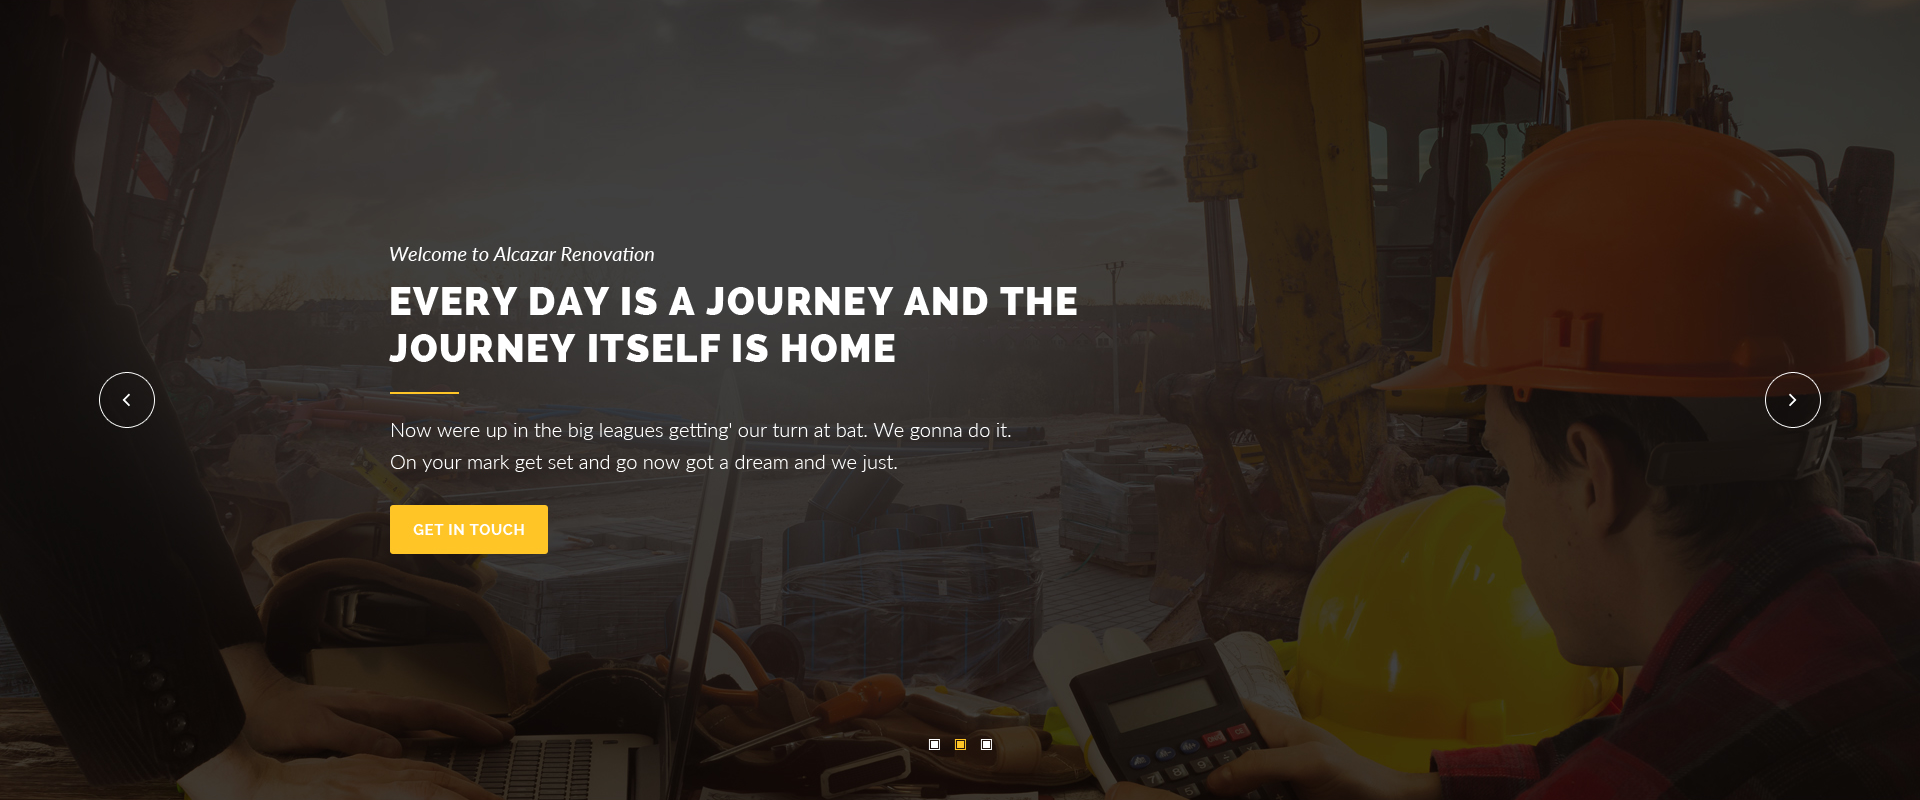 Welcome to Alcazar Renovation
EVERY DAY IS A JOURNEY AND THE
JOURNEY ITSELF IS HOME
Now were up in the big leagues getting' our turn at bat. We gonna do it.
On your mark get set and go now got a dream and we just.
GET IN TOUCH